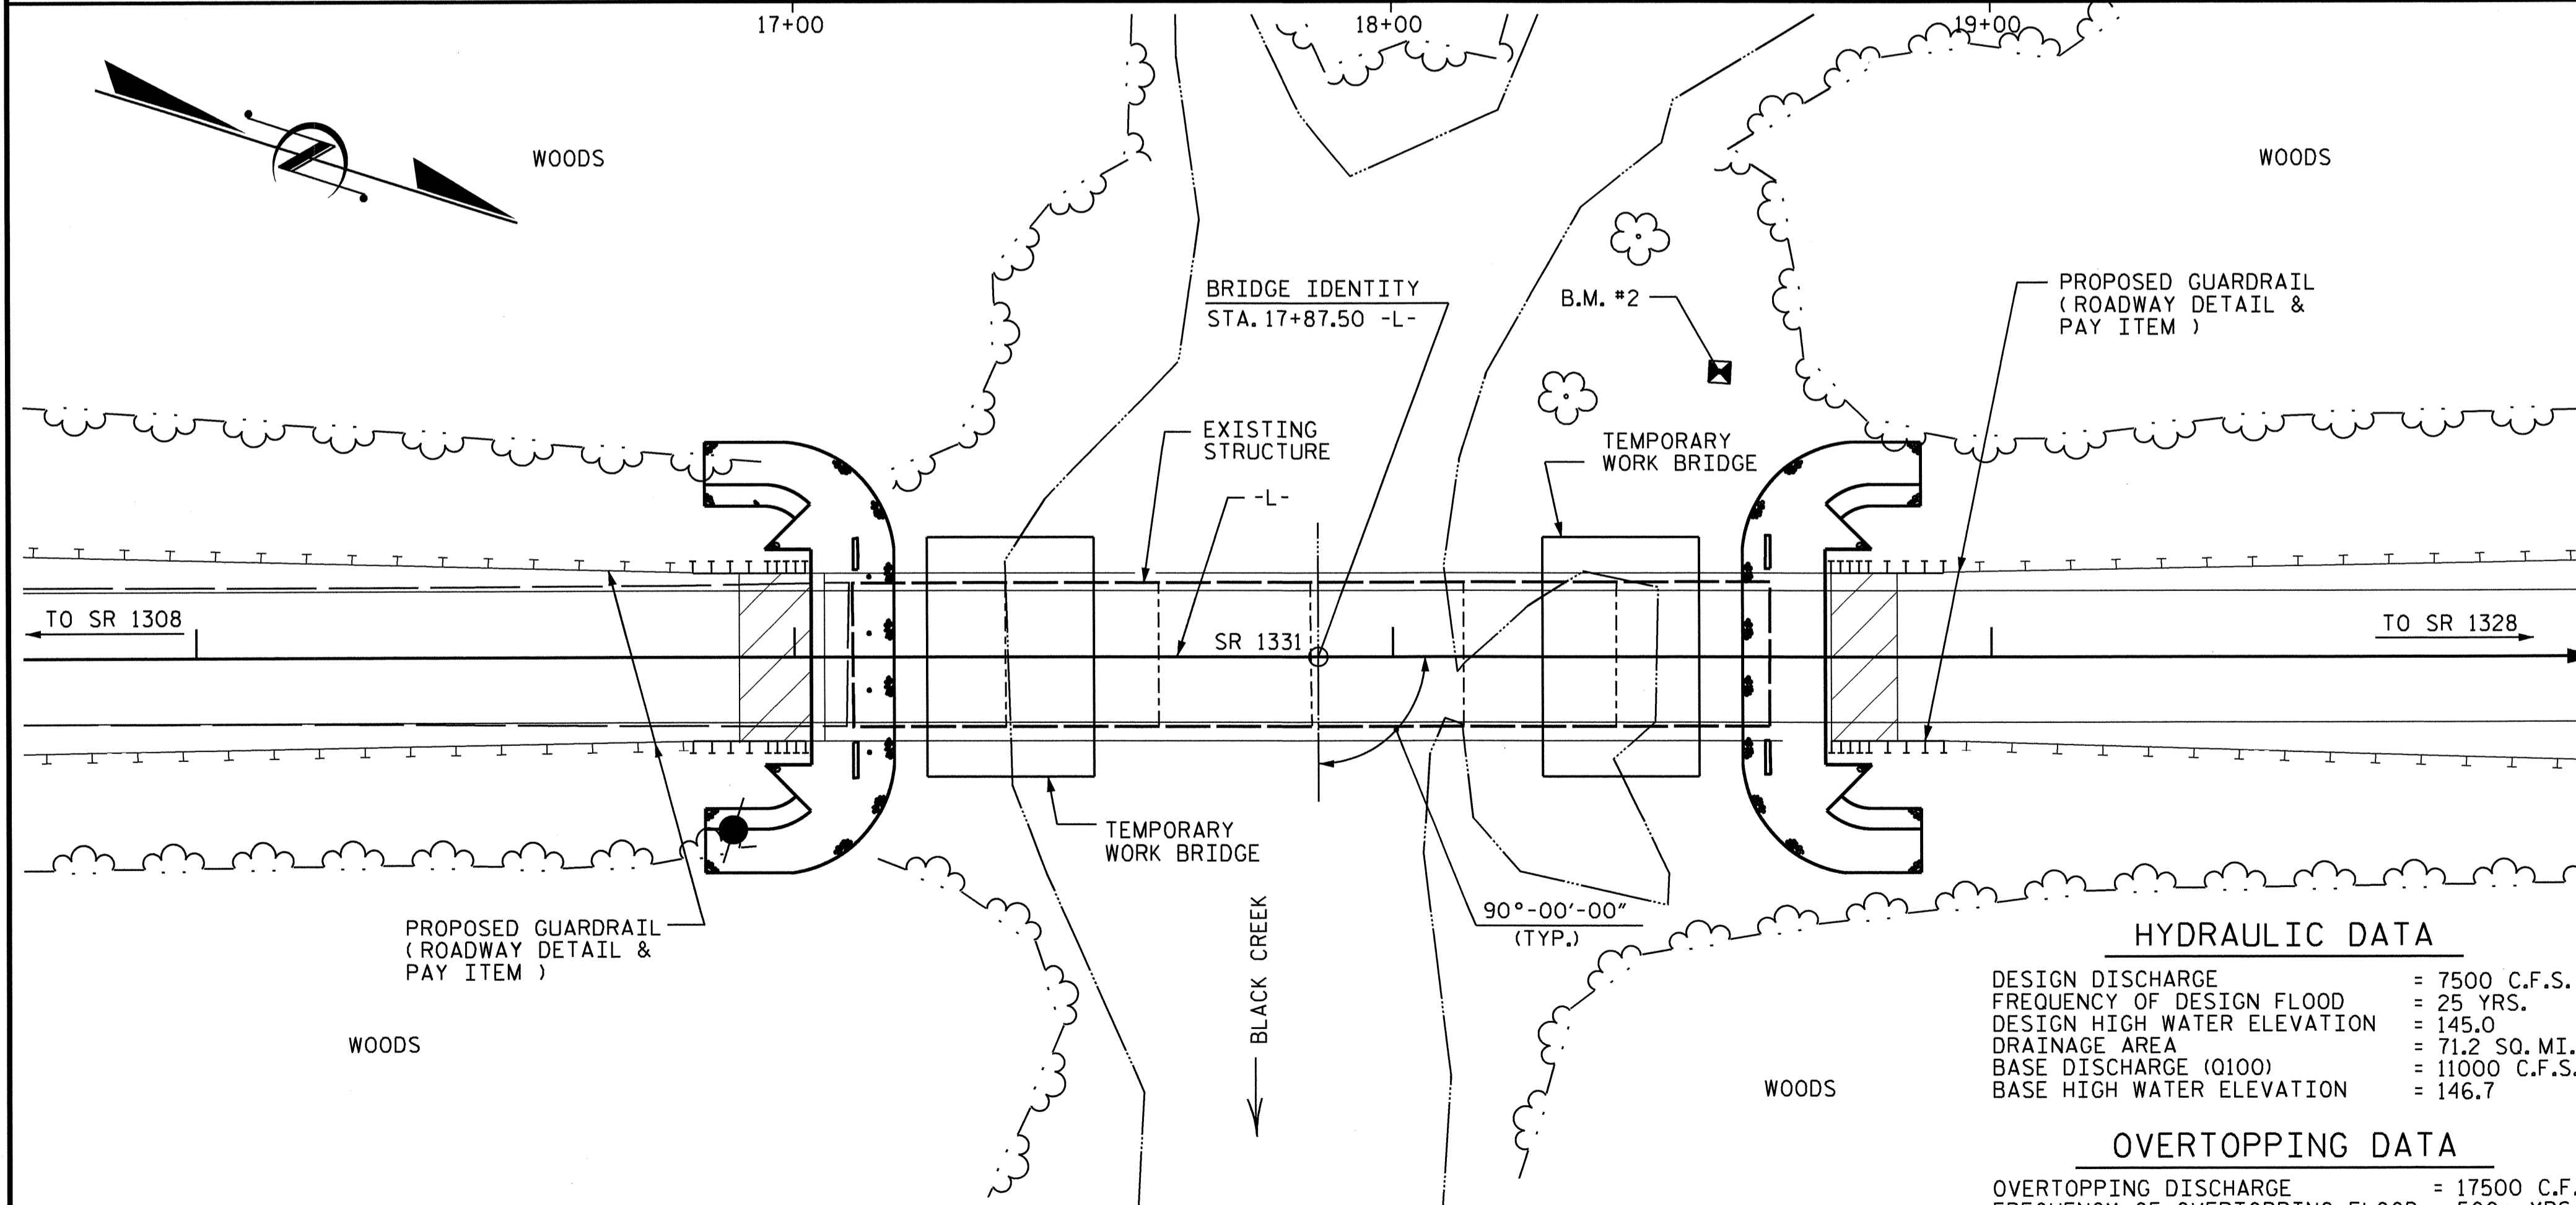 17+00
18+00
19+00
WOODS
WOODS
BRIDGE IDENTITY
STA. 17+87.50 -L-
B.M. #2
PROPOSED GUARDRAIL
( ROADWAY DETAIL &
PAY ITEM )
EXISTING
STRUCTURE
-L-
TEMPORARY
WORK BRIDGE
TO SR 1308
SR 1331
TO SR 1328
TEMPORARY
WORK BRIDGE
PROPOSED GUARDRAIL
( ROADWAY DETAIL &
PAY ITEM )
BLACK CREEK
90°-00'-00"
(TYP.)
WOODS
WOODS
HYDRAULIC DATA
DESIGN DISCHARGE = 7500 C.F.S.
FREQUENCY OF DESIGN FLOOD = 25 YRS.
DESIGN HIGH WATER ELEVATION = 145.0
DRAINAGE AREA = 71.2 SQ. MI.
BASE DISCHARGE (Q100) = 11000 C.F.S.
BASE HIGH WATER ELEVATION = 146.7
OVERTOPPING DATA
OVERTOPPING DISCHARGE = 17500 C.F.